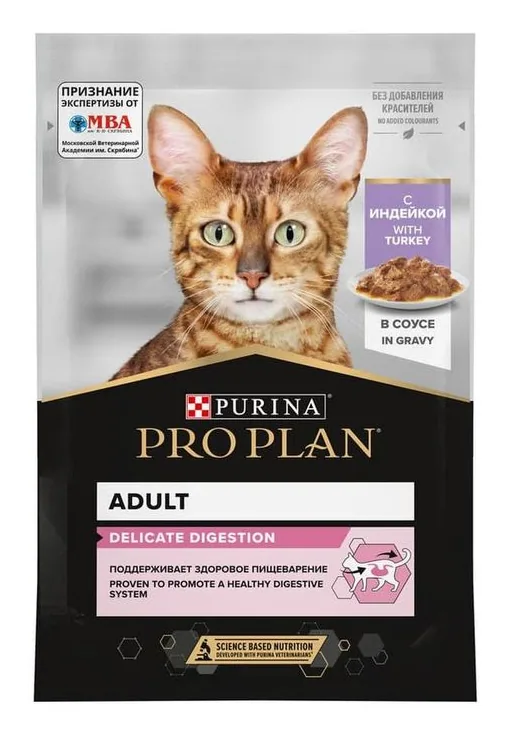 ПРИЗНАНИЕ
ЭКСПЕРТИЗЫ ОТ
МВА
ИМ. К.И. СКРЯБИНА
Московской Ветеринарной
Академии им. Скрябина*
БЕЗ ДОБАВЛЕНИЯ
КРАСИТЕЛЕЙ
NO ADDED COLOURANTS
С
ИНДЕЙКОЙ
WITH
TURKEY
В СОУСЕ
IN GRAVY
PURINA
PRO PLAN®
ADULT
DELICATE DIGESTION
ПОДДЕРЖИВАЕТ ЗДОРОВОЕ ПИЩЕВАРЕНИЕ
PROVEN TO PROMOTE A HEALTHY DIGESTIVE
SYSTEM
SCIENCE BASED NUTRITION
DEVELOPED WITH PURINA VETERINARIANS*